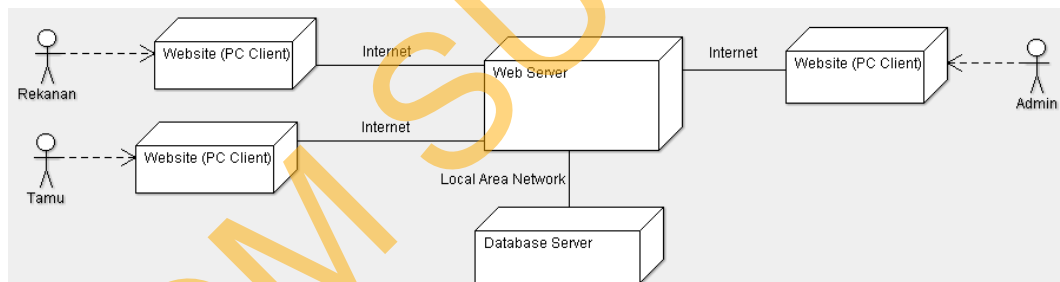 Rekanan
Website (PC Client)
Internet
Web Server
Internet
Website (PC Client)
Admin
Tamu
Website (PC Client)
Internet
Local Area Network
Database Server